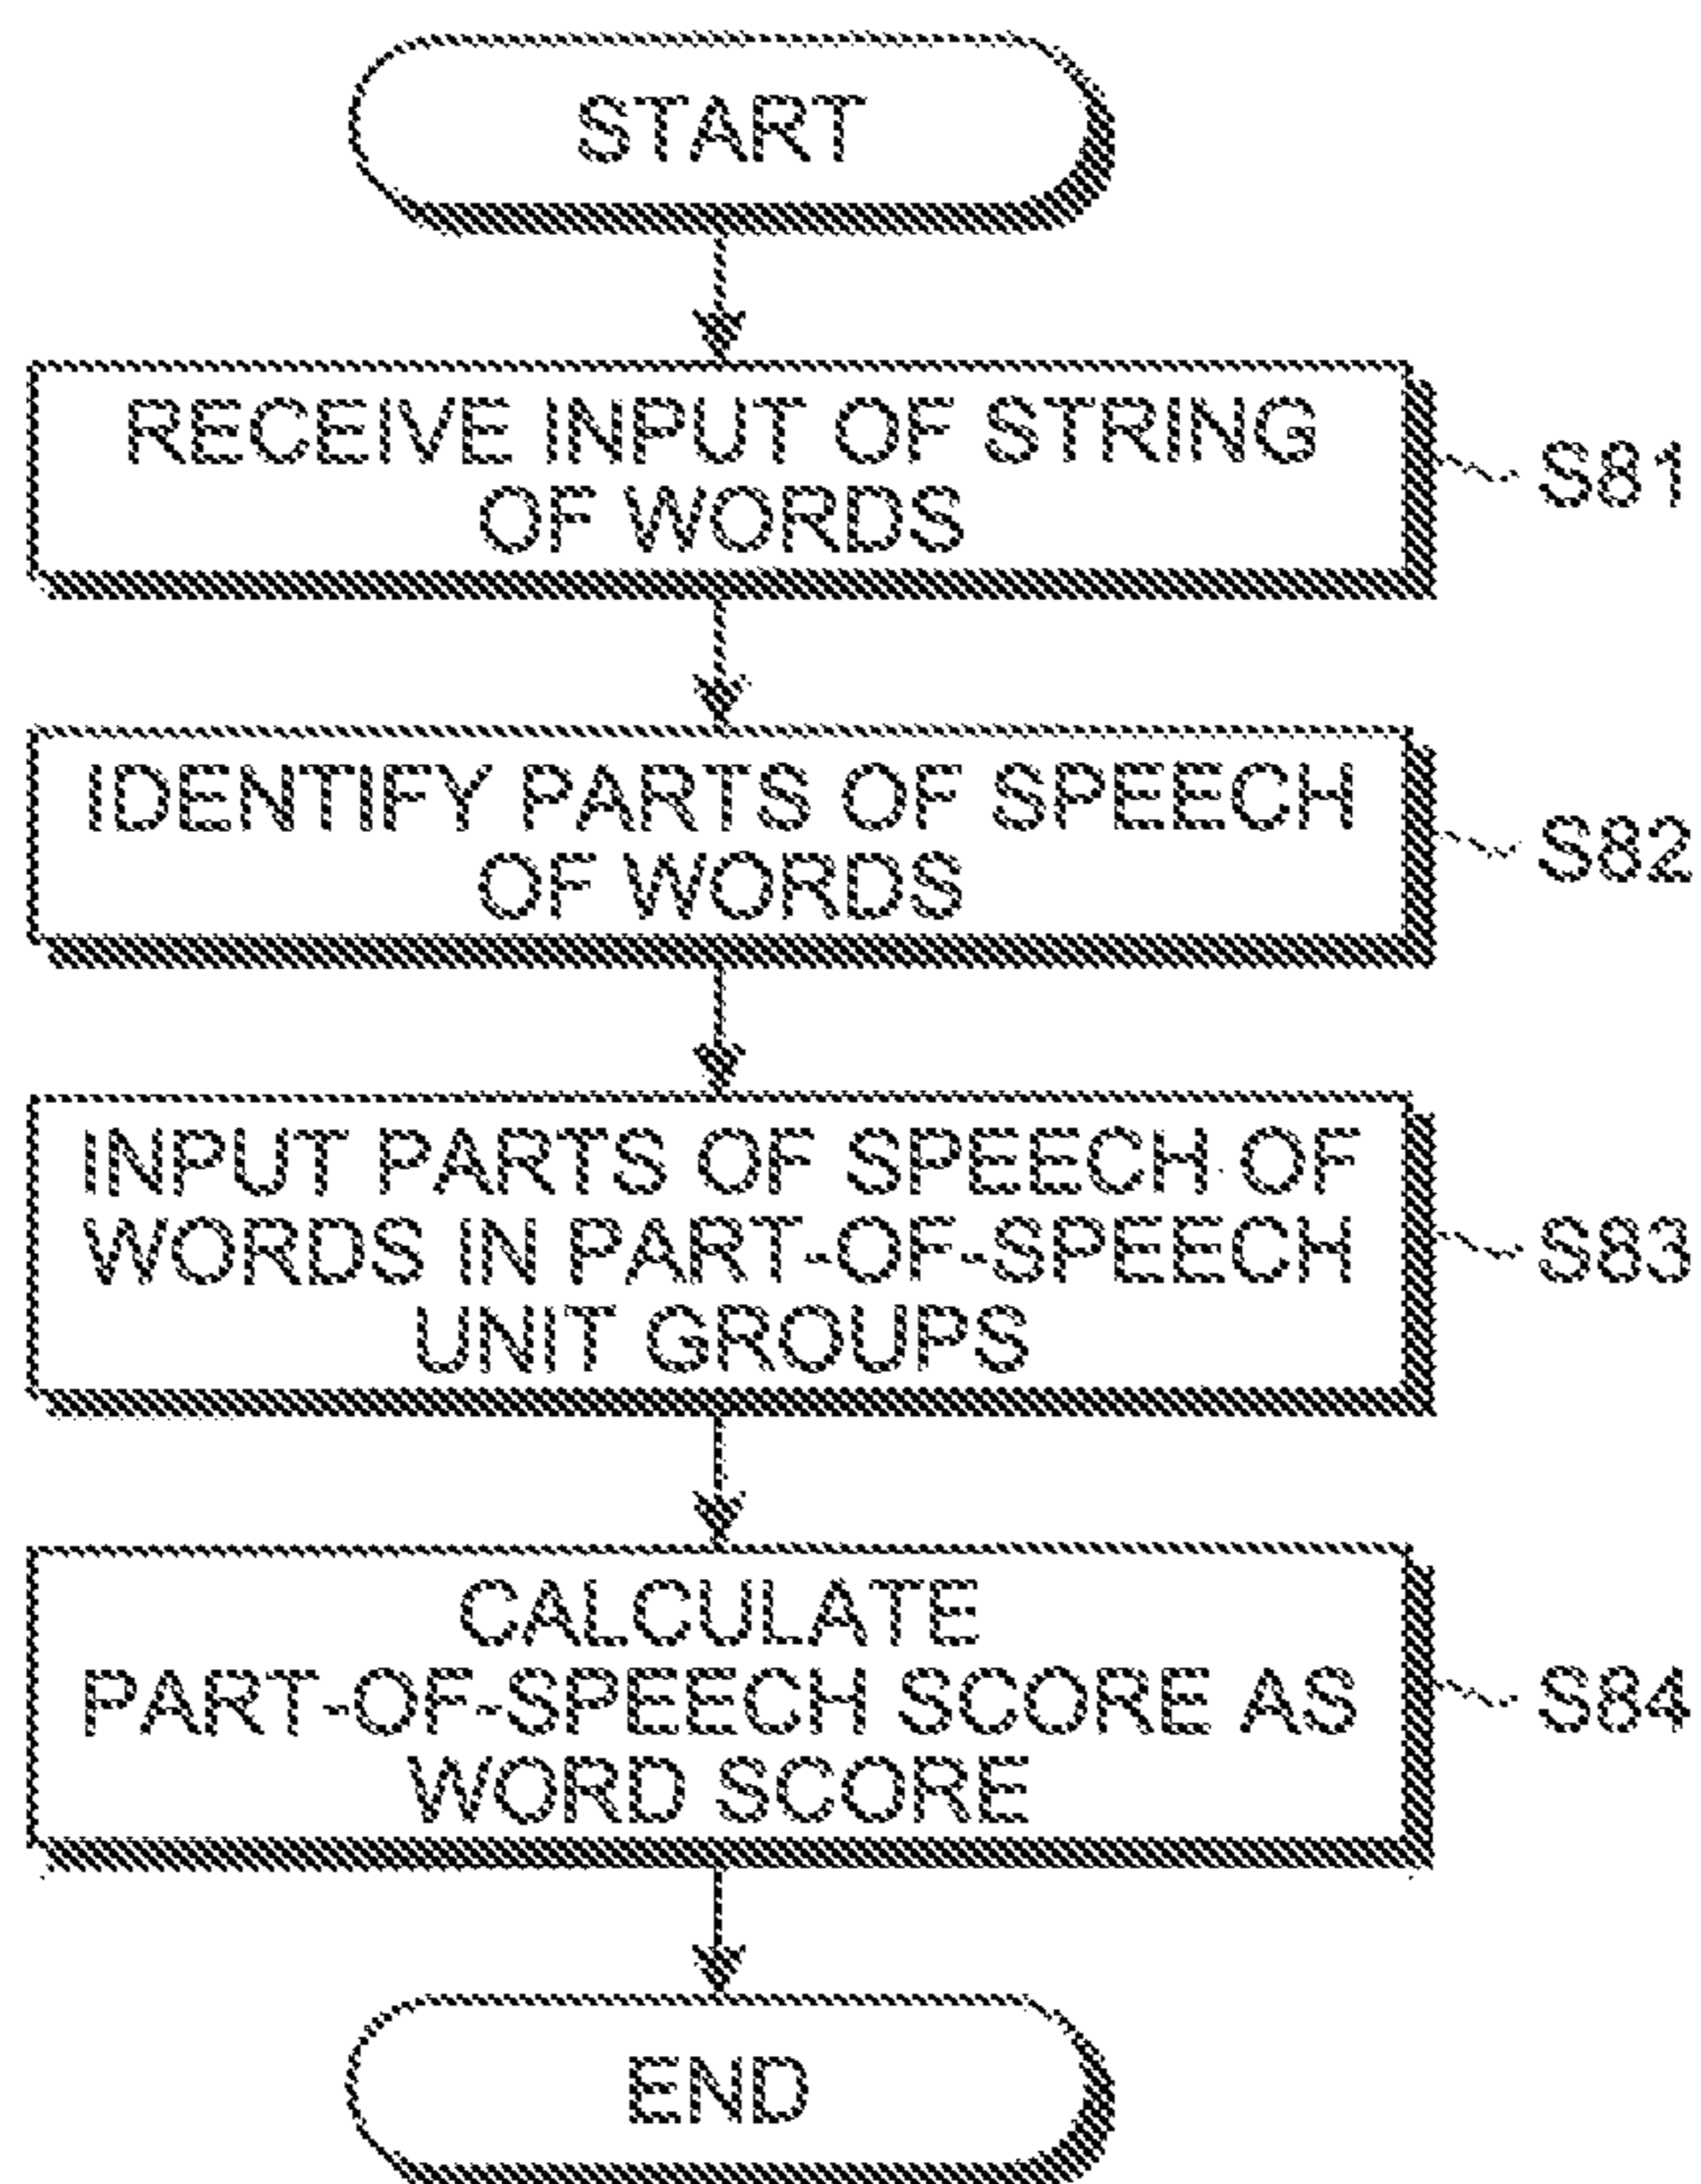 START
RECEIVE INPUT OF STRING
OF WORDS
S81
IDENTIFY PARTS OF SPEECH
OF WORDS
S82
INPUT PARTS OF SPEECH OF
WORDS IN PART-OF-SPEECH
UNIT GROUPS
S83
CALCULATE
PART-OF-SPEECH SCORE AS
WORD SCORE
S84
END